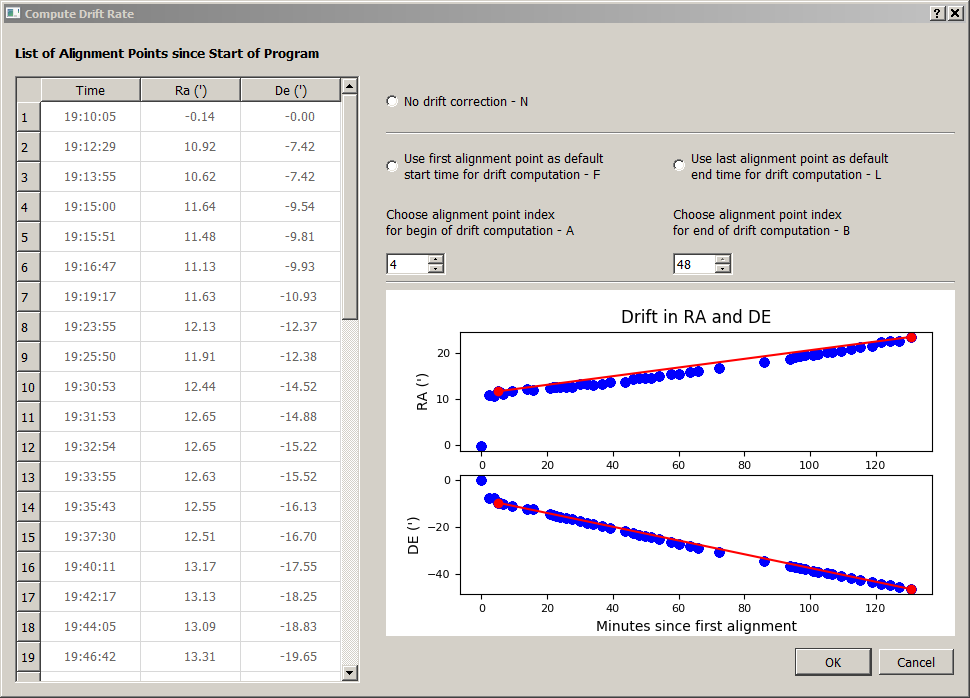 Compute Drift Rate
List of Alignment Points since Start of Program
Time Ra (') De (')
1 19:10:05 -0.14 -0.00
2 19:12:29 10.92 -7.42
3 19:13:55 10.62 -7.42
4 19:15:00 11.64 -9.54
5 19:15:51 11.48 -9.81
6 19:16:47 11.13 -9.93
7 19:19:17 11.63 -10.93
8 19:23:55 12.13 -12.37
9 19:25:50 11.91 -12.38
10 19:30:53 12.44 -14.52
11 19:31:53 12.65 -14.88
12 19:32:54 12.65 -15.22
13 19:33:55 12.63 -15.52
14 19:35:43 12.55 -16.13
15 19:37:30 12.51 -16.70
16 19:40:11 13.17 -17.55
17 19:42:17 13.13 -18.25
18 19:44:05 13.09 -18.83
19 19:46:42 13.31 -19.65
No drift correction - N
Use first alignment point as default
start time for drift computation - F
Use last alignment point as default
end time for drift computation - L
Choose alignment point index
for begin of drift computation - A
4
Choose alignment point index
for end of drift computation - B
48
Drift in RA and DE
RA (')
20
10
0
0 20 40 60 80 100 120
DE (')
0
−20
−40
0 20 40 60 80 100 120
Minutes since first alignment
OK Cancel